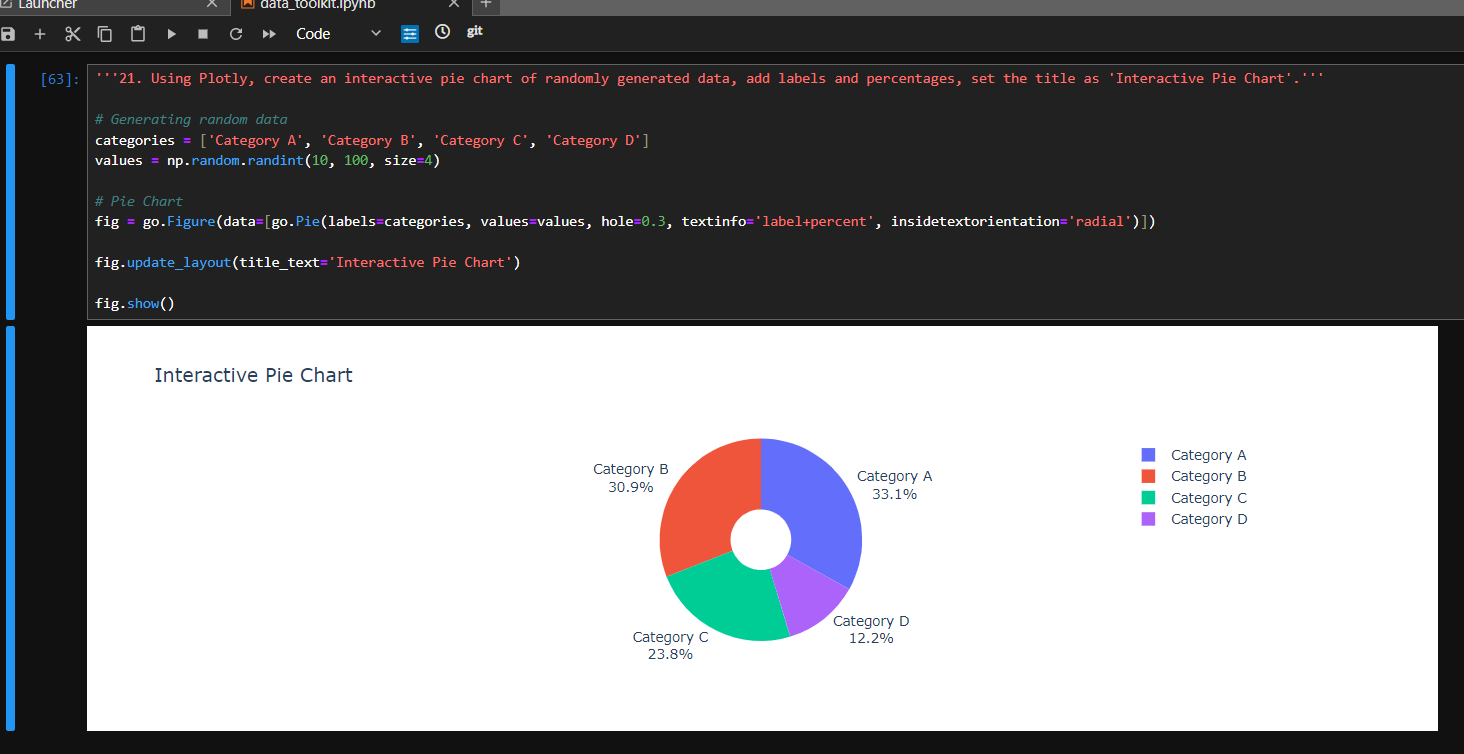 Launcher
data_toolkit.ipynb
Code
git
[63]:
'''21. Using Plotly, create an interactive pie chart of randomly generated data, add labels and percentages, set the title as 'Interactive Pie Chart'.'''
# Generating random data
categories = ['Category A', 'Category B', 'Category C', 'Category D']
values = np.random.randint(10, 100, size=4)
# Pie Chart
fig = go.Figure(data=[go.Pie(labels=categories, values=values, hole=0.3, textinfo='label+percent', insidetextorientation='radial')])
fig.update_layout(title_text='Interactive Pie Chart')
fig.show()
Interactive Pie Chart
Category B
30.9%
Category A
33.1%
Category C
23.8%
Category D
12.2%
Category A
Category B
Category C
Category D